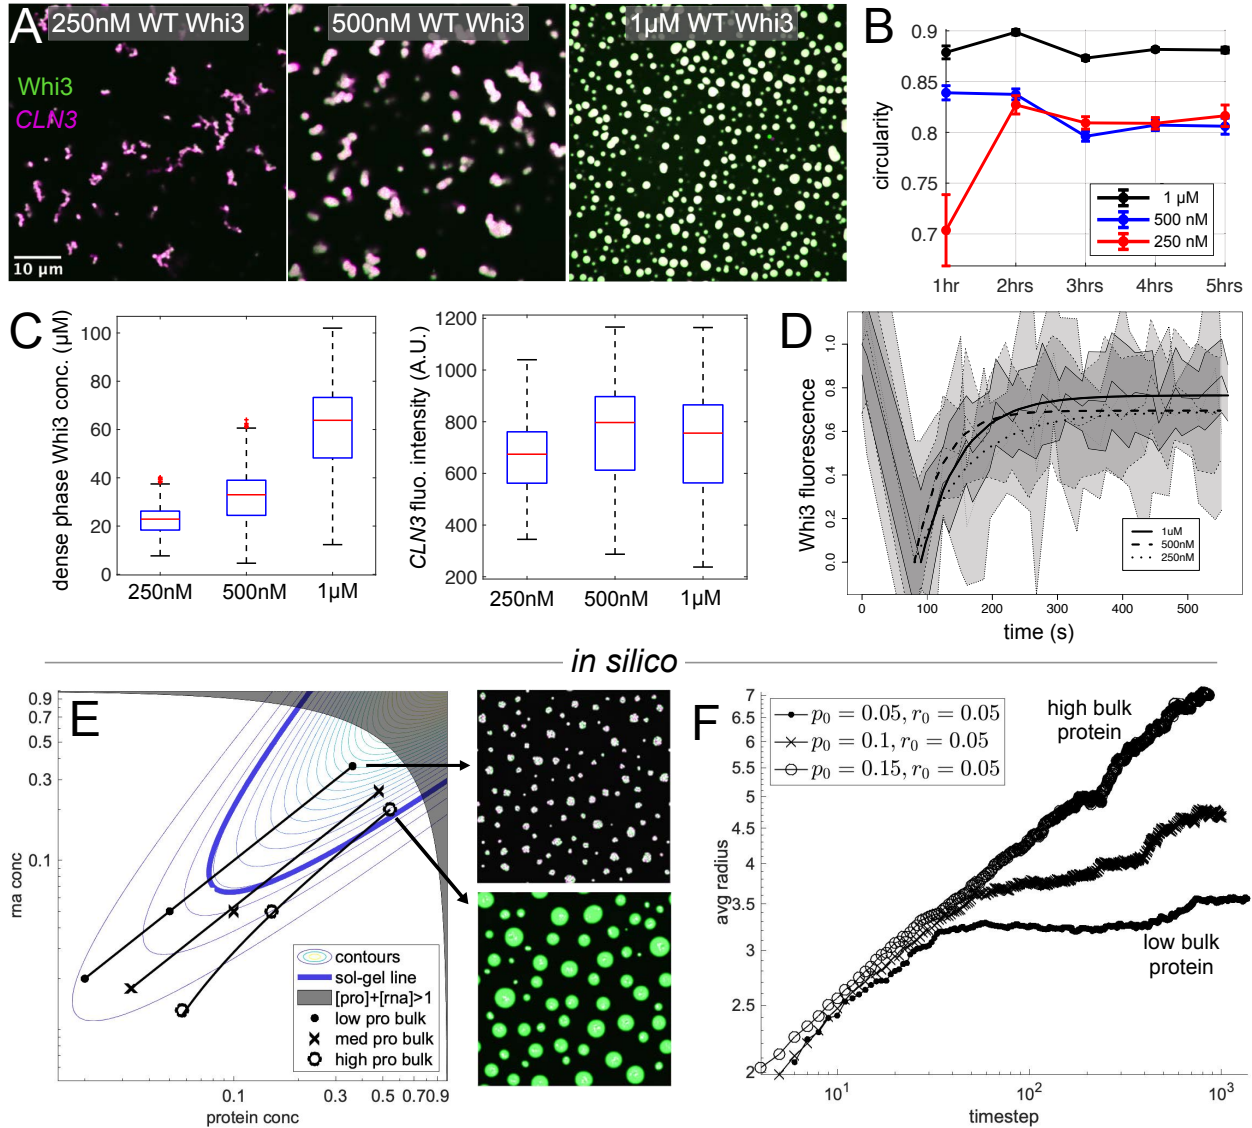 A
250nM WT Whi3
500nM WT Whi3
1µM WT Whi3
Whi3
CLN3
10 µm
B
circularity
0.9
0.85
0.8
0.75
0.7
1hr
2hrs
3hrs
4hrs
5hrs
1 µM
500 nM
250 nM
C
dense phase Whi3 conc. (µM)
100
80
60
40
20
0
250nM
500nM
1µM
CLN3 fluo. intensity (A.U.)
1200
1000
800
600
400
200
250nM
500nM
1µM
D
Whi3 fluorescence
1.0
0.8
0.6
0.4
0.2
0.0
0
100
200
300
400
500
time (s)
1uM
500nM
250nM
in silico
E
rna conc
0.9
0.7
0.5
0.3
0.1
0.1
0.3
0.5
0.7
0.9
protein conc
contours
sol-gel line
[pro]+[rna]>1
low pro bulk
med pro bulk
high pro bulk
F
avg radius
7
6.5
6
5.5
5
4.5
4
3.5
3
2.5
2
10^1
10^2
10^3
timestep
p₀ = 0.05, r₀ = 0.05
p₀ = 0.1, r₀ = 0.05
p₀ = 0.15, r₀ = 0.05
high bulk
protein
low bulk
protein